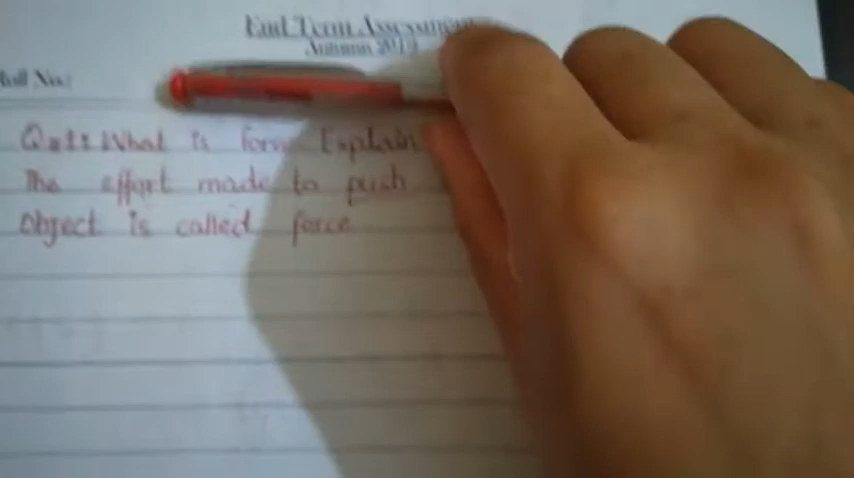 End Term Assessment
Autumn 2019
Roll No:
What is force Explain
The effort made to push
Object is called force